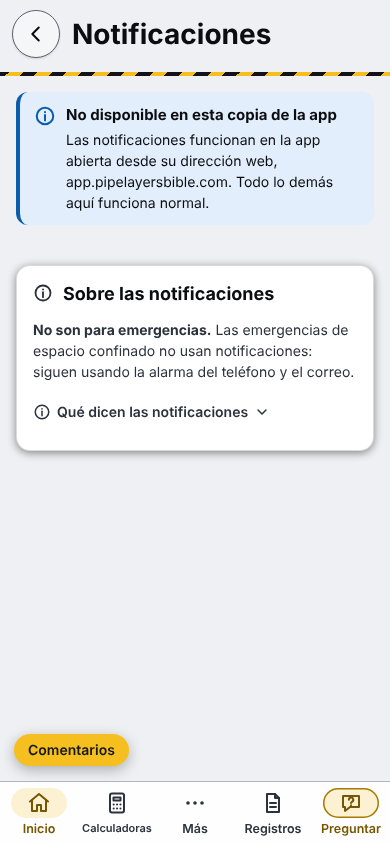 Notificaciones
No disponible en esta copia de la app
Las notificaciones funcionan en la app
abierta desde su dirección web,
app.pipelayersbible.com. Todo lo demás
aquí funciona normal.
Sobre las notificaciones
No son para emergencias. Las emergencias de
espacio confinado no usan notificaciones:
siguen usando la alarma del teléfono y el correo.
Qué dicen las notificaciones
Comentarios
Inicio
Calculadoras
Más
Registros
Preguntar